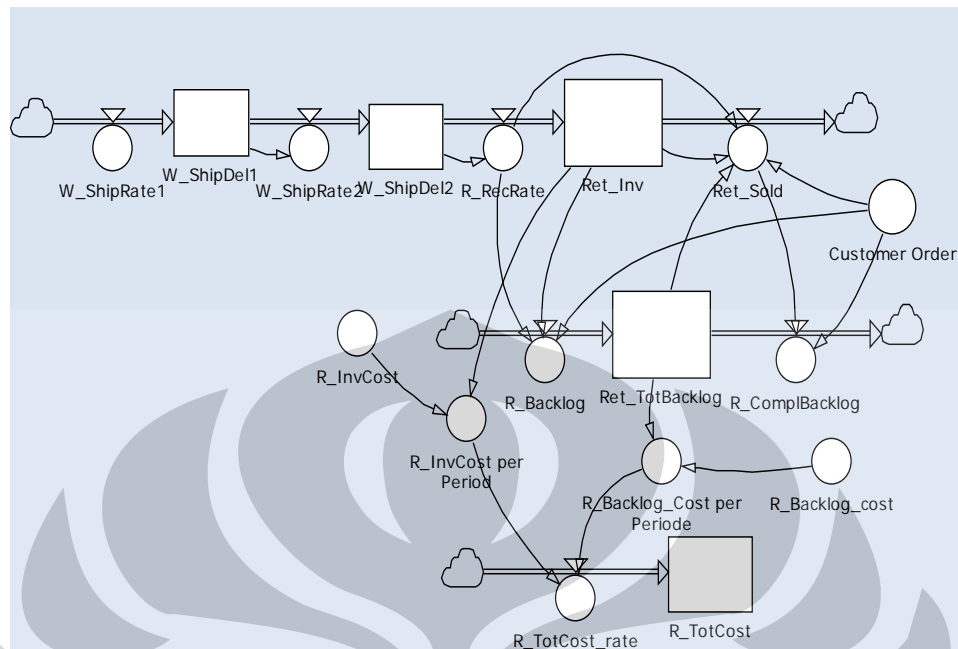 W_ShipRate1
W_ShipDel1
W_ShipRate2
W_ShipDel2
R_RecRate
Ret_Inv
Ret_Sold
Customer Order
R_InvCost
R_Backlog
Ret_TotBacklog
R_ComplBacklog
R_InvCost per
Period
R_Backlog_Cost per
Periode
R_Backlog_cost
R_TotCost_rate
R_TotCost